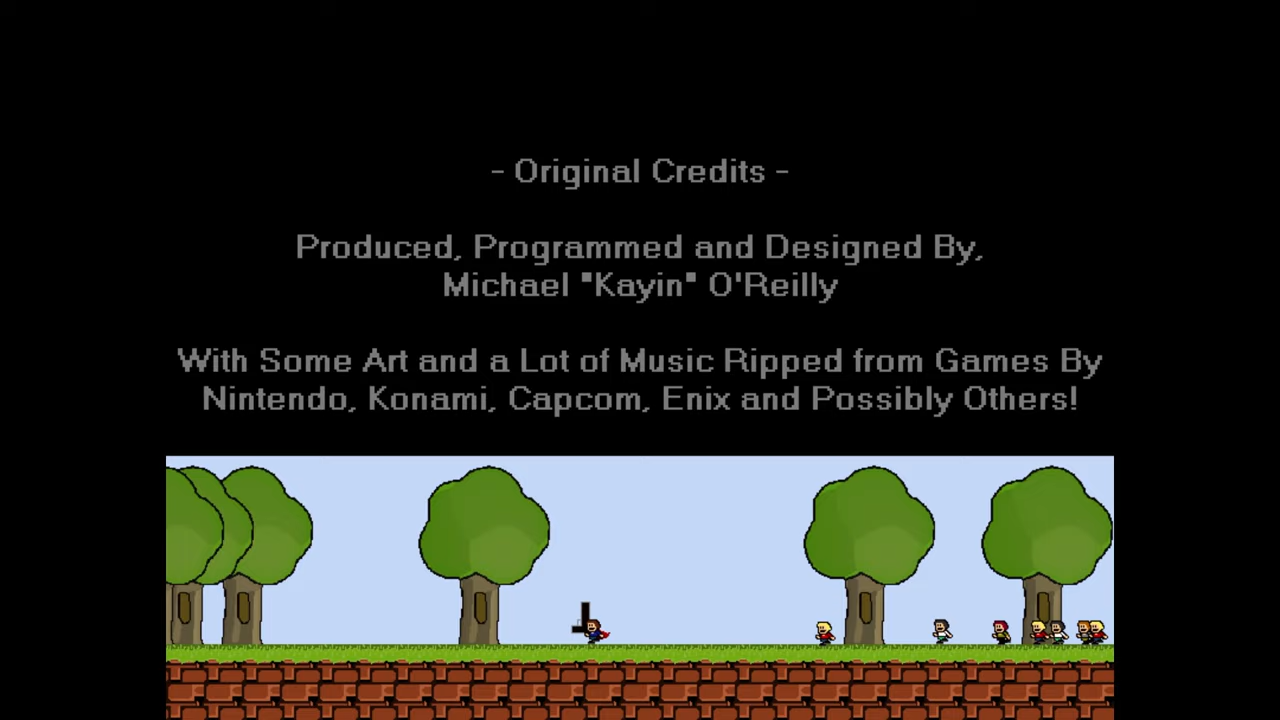 - Original Credits -
Produced, Programmed and Designed By,
Michael "Kayin" O'Reilly
With Some Art and a Lot of Music Ripped from Games By
Nintendo, Konami, Capcom, Enix and Possibly Others!